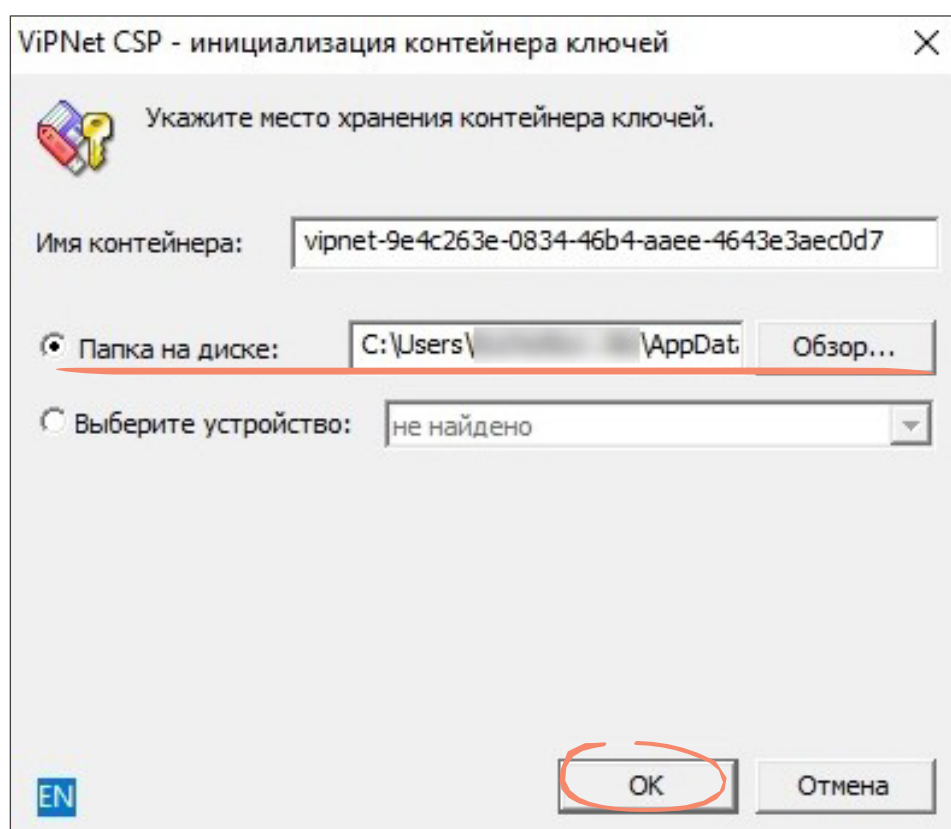 ViPNet CSP - инициализация контейнера ключей
Укажите место хранения контейнера ключей.
Имя контейнера: vipnet-9e4c263e-0834-46b4-aaee-4643e3aec0d7
Папка на диске: C:\Users\ \AppData Обзор...
Выберите устройство: не найдено
EN OK Отмена